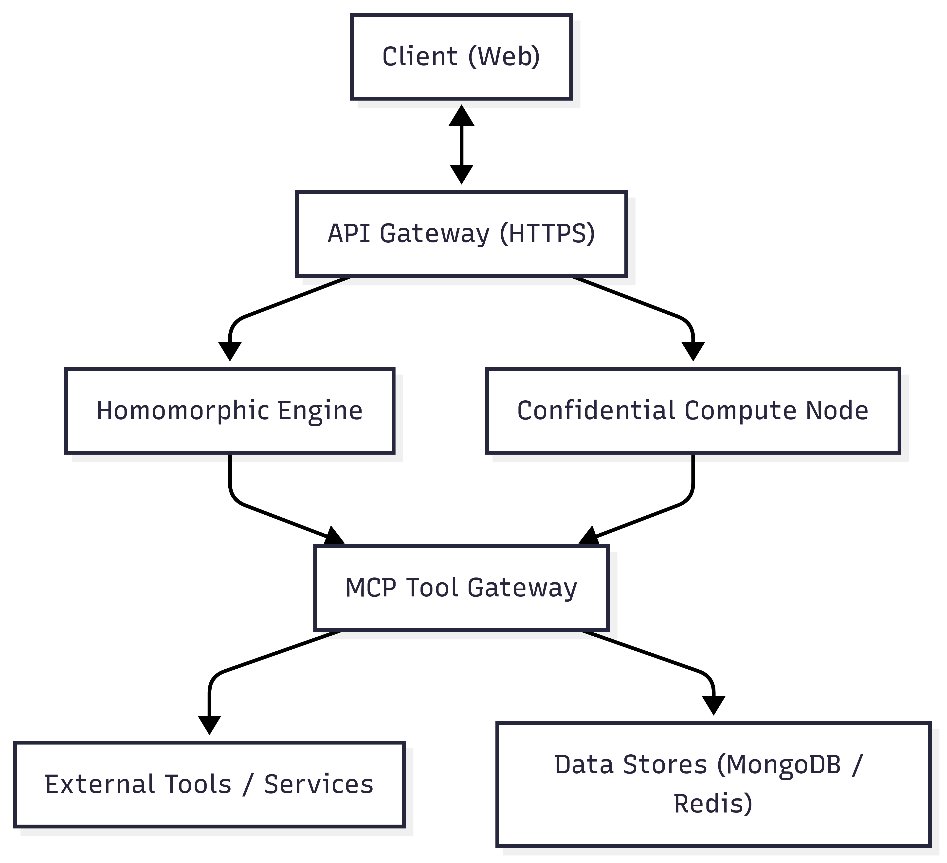 Client (Web)
API Gateway (HTTPS)
Homomorphic Engine
Confidential Compute Node
MCP Tool Gateway
External Tools / Services
Data Stores (MongoDB /
Redis)